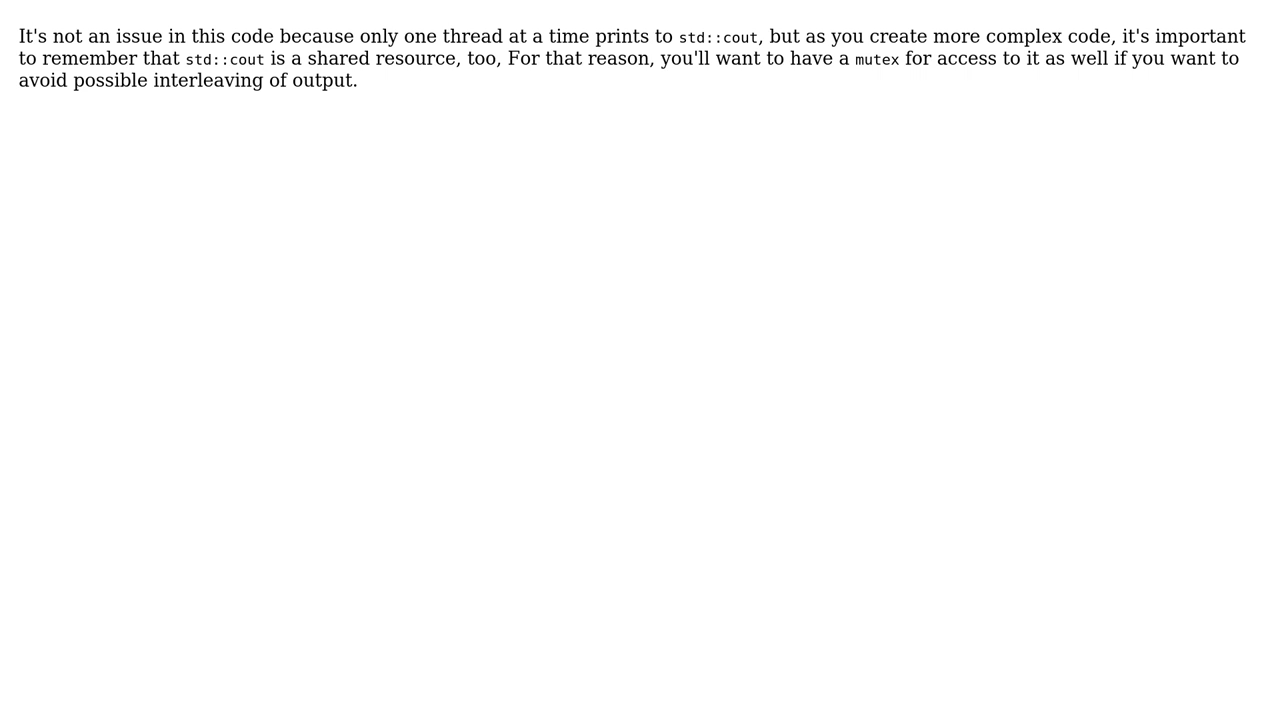 It's not an issue in this code because only one thread at a time prints to std::cout, but as you create more complex code, it's important
to remember that std::cout is a shared resource, too, For that reason, you'll want to have a mutex for access to it as well if you want to
avoid possible interleaving of output.